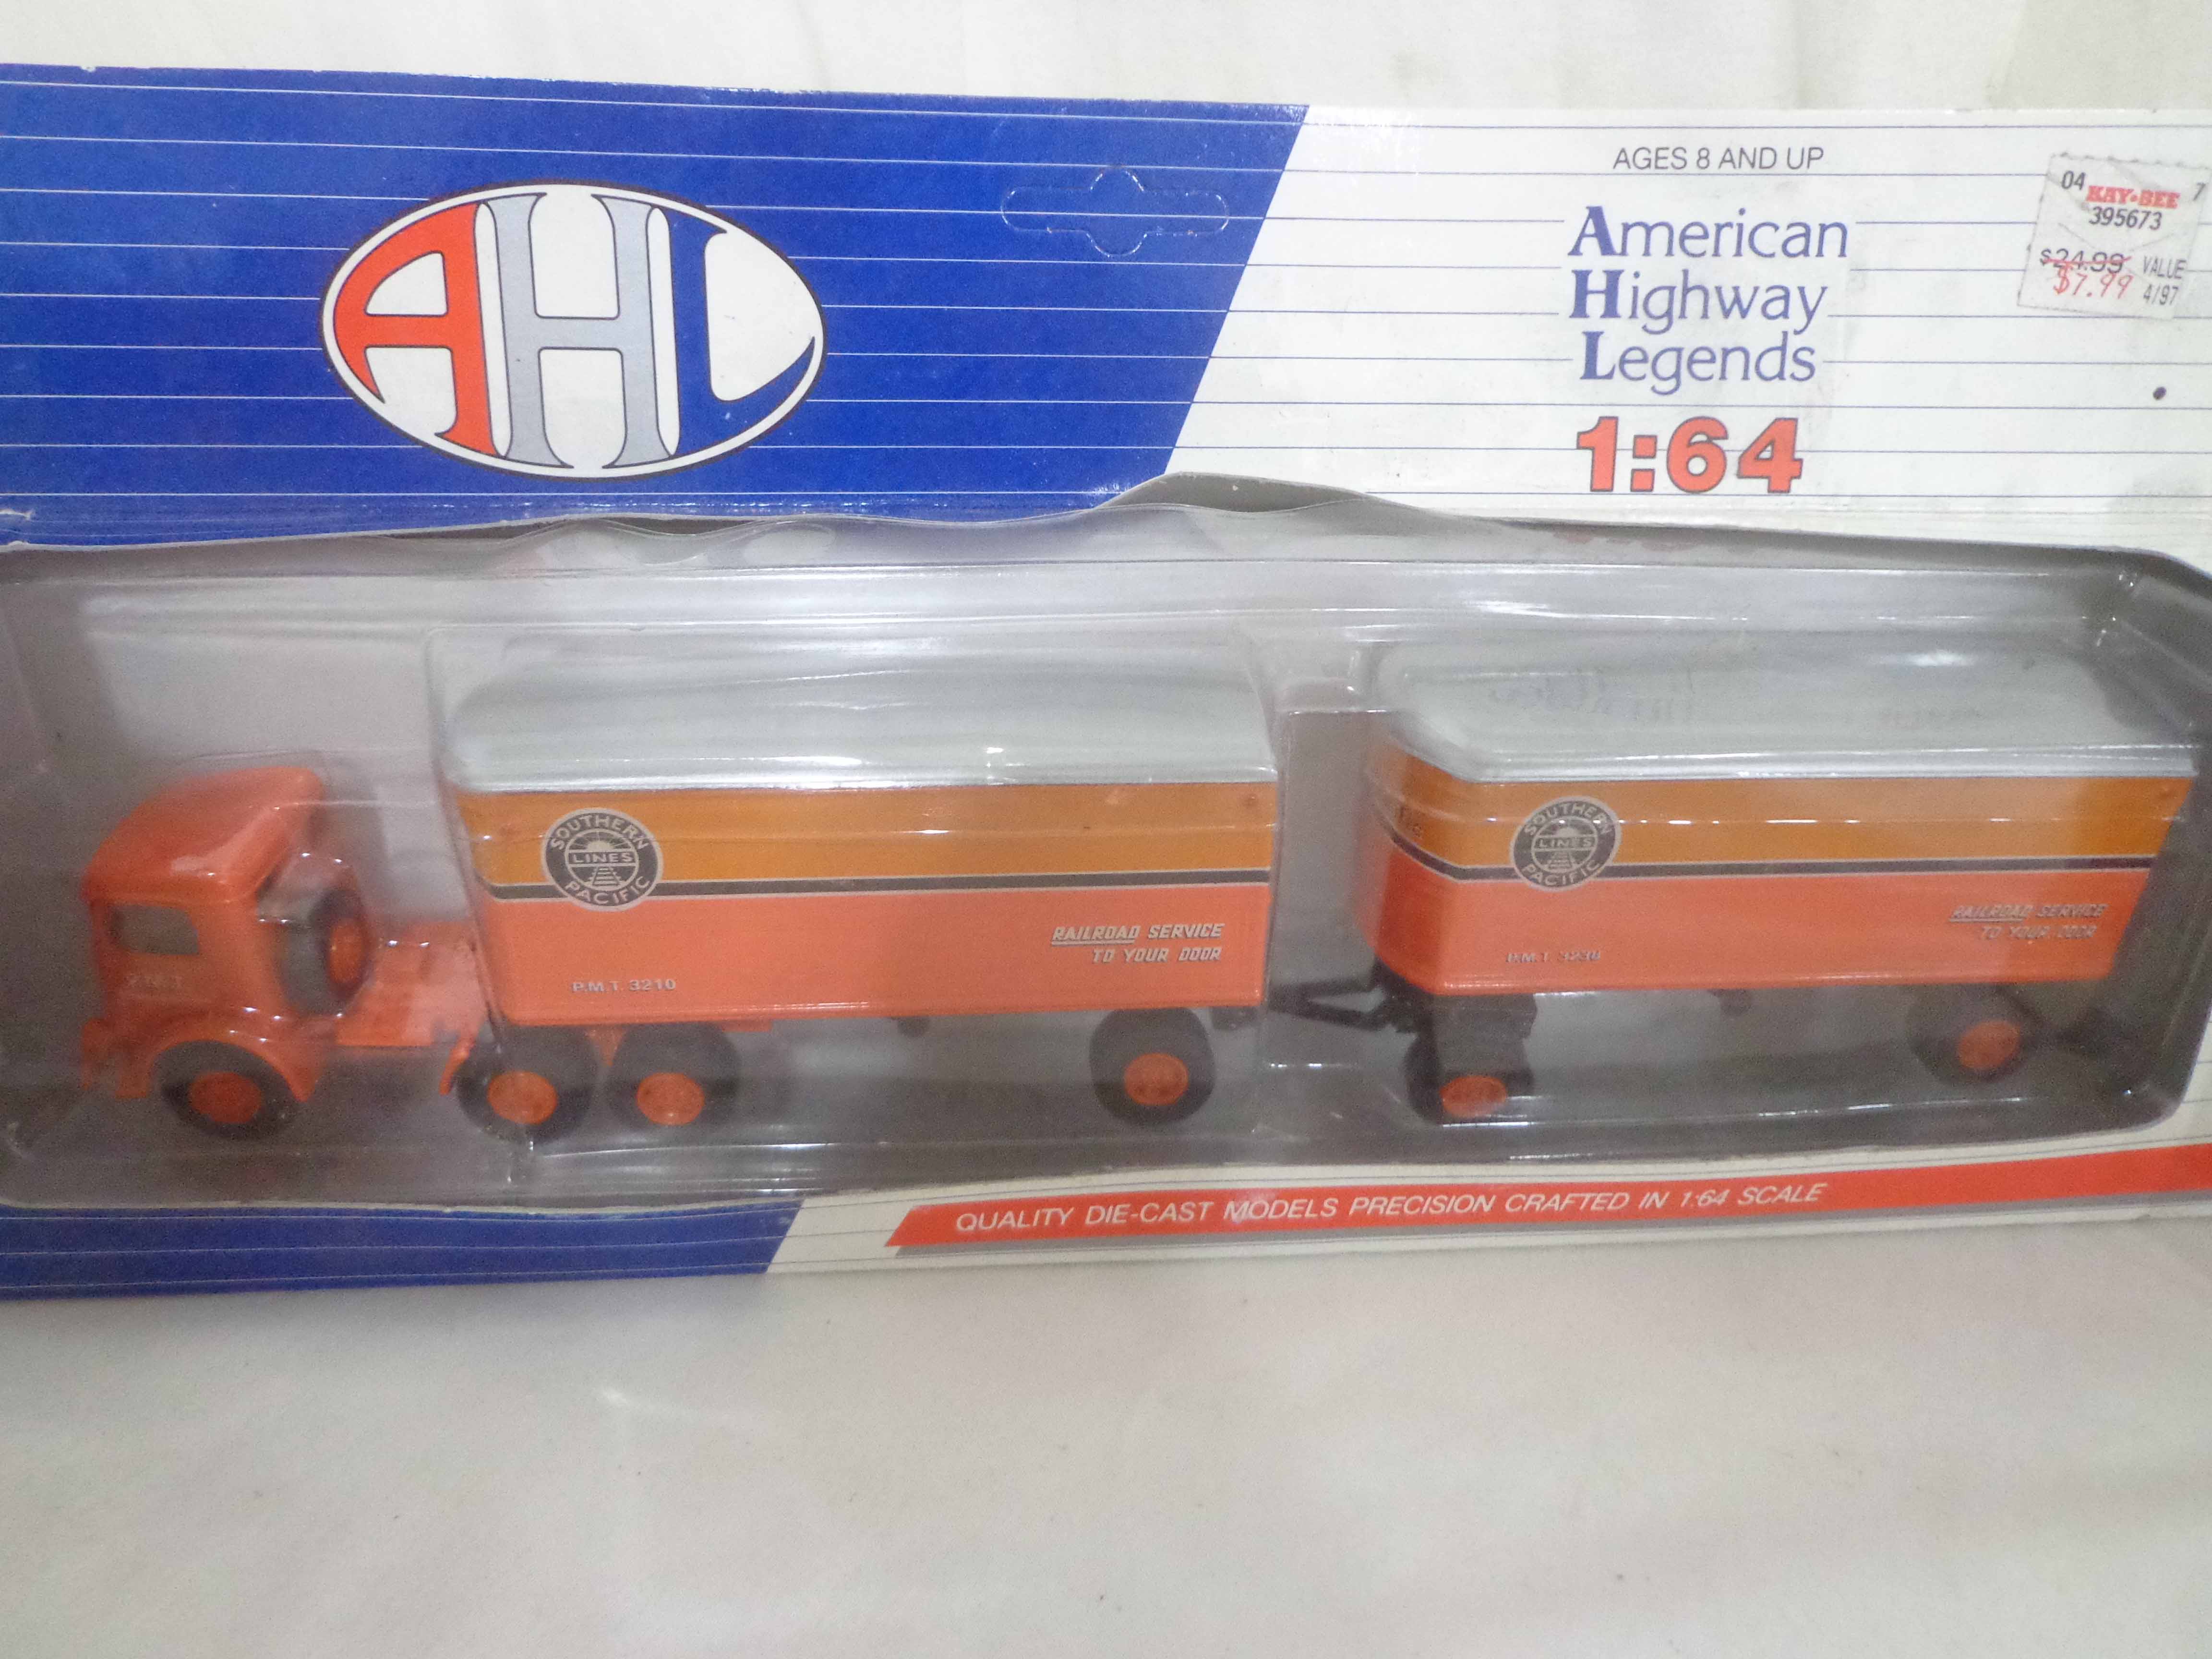 AHL
AGES 8 AND UP
American
Highway
Legends
1:64
04 KAY•BEE 7
395673
$24.99 VALUE
$7.99 4/97
SOUTHERN
LINES
PACIFIC
RAILROAD SERVICE
TO YOUR DOOR
P.M.T. 3210
SOUTHERN
LINES
PACIFIC
RAILROAD SERVICE
TO YOUR DOOR
P.M.T. 3238
P.M.T.
QUALITY DIE-CAST MODELS PRECISION CRAFTED IN 1:64 SCALE